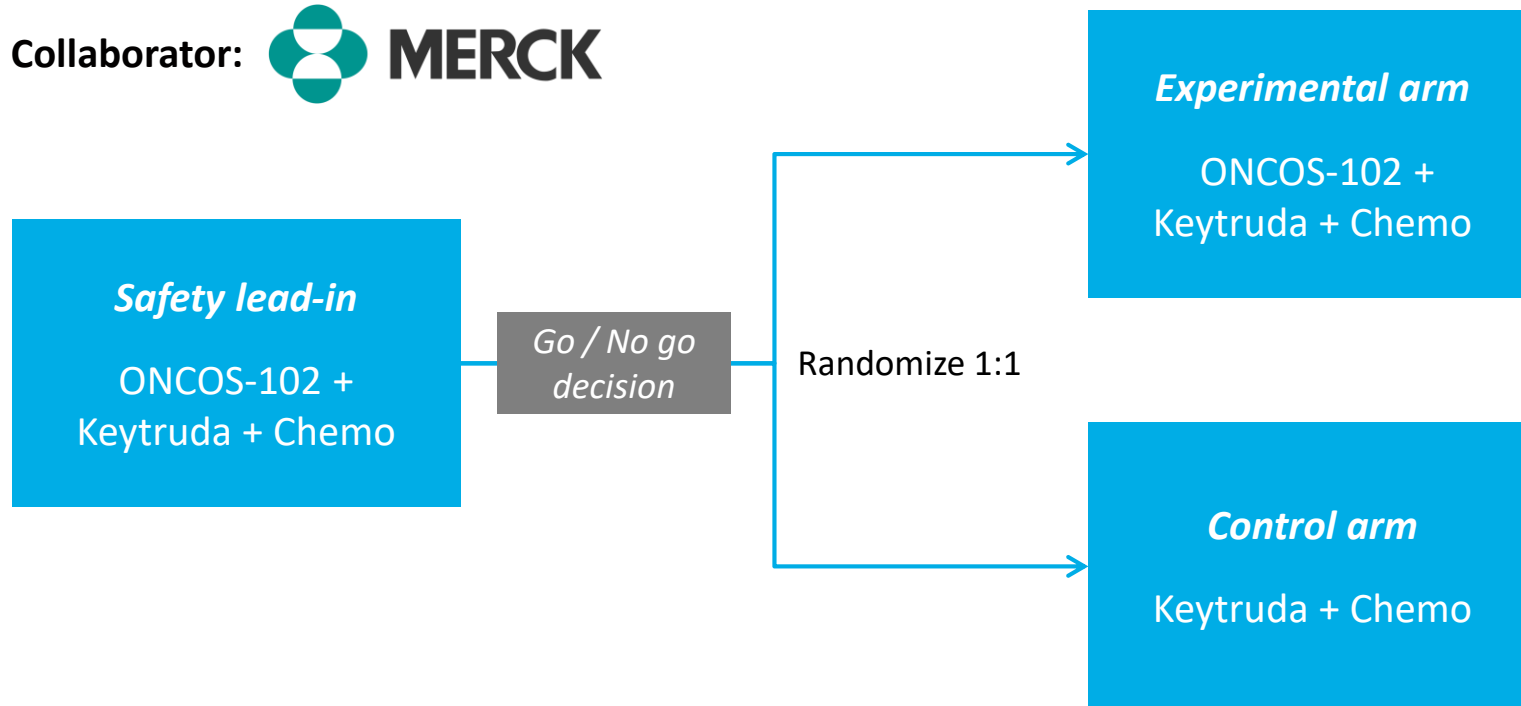 Collaborator: MERCK
Safety lead-in
ONCOS-102 +
Keytruda + Chemo
Go / No go
decision
Randomize 1:1
Experimental arm
ONCOS-102 +
Keytruda + Chemo
Control arm
Keytruda + Chemo